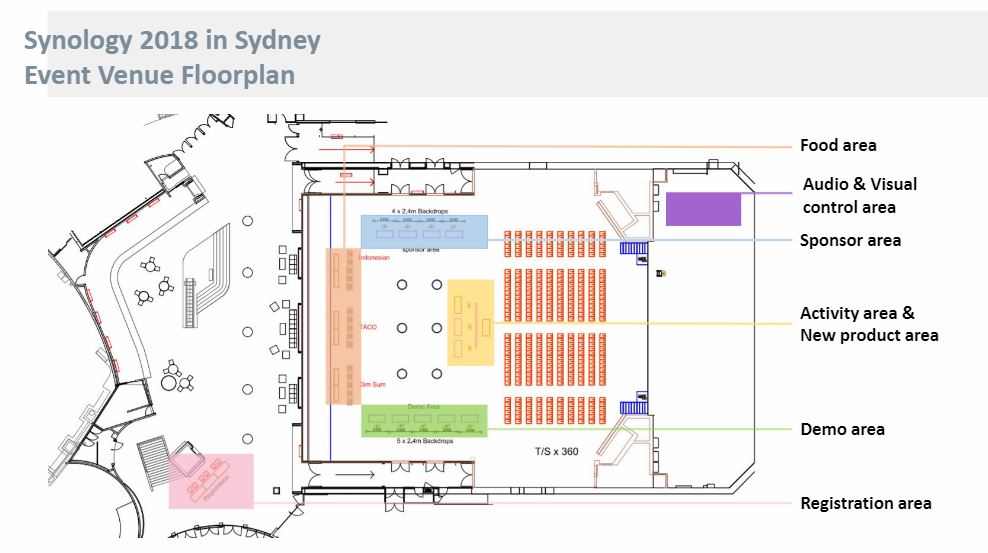 Synology 2018 in Sydney
Event Venue Floorplan
Food area
Audio & Visual
control area
4 x 2.4m Backdrops
sponsor area
Sponsor area
Indonesian
TACO
Activity area &
New product area
Dim Sum
Demo Area
5 x 2.4m Backdrops
Demo area
T/S x 360
Registration
Registration area